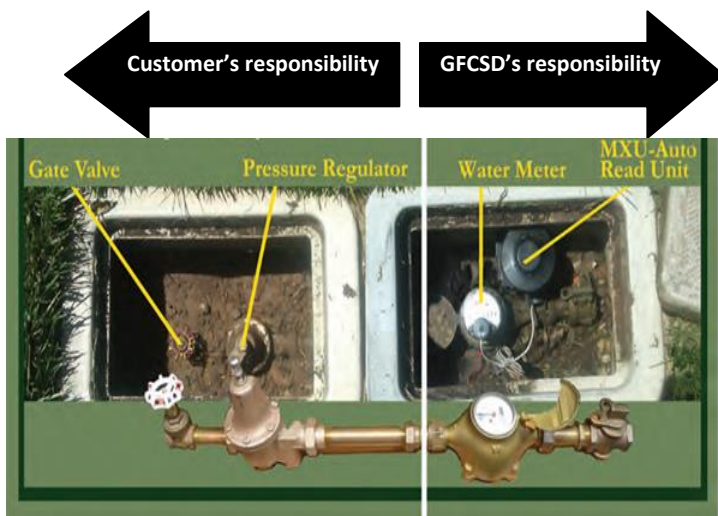 Customer's responsibility
GFCSD's responsibility
Gate Valve
Pressure Regulator
Water Meter
MXU-Auto
Read Unit